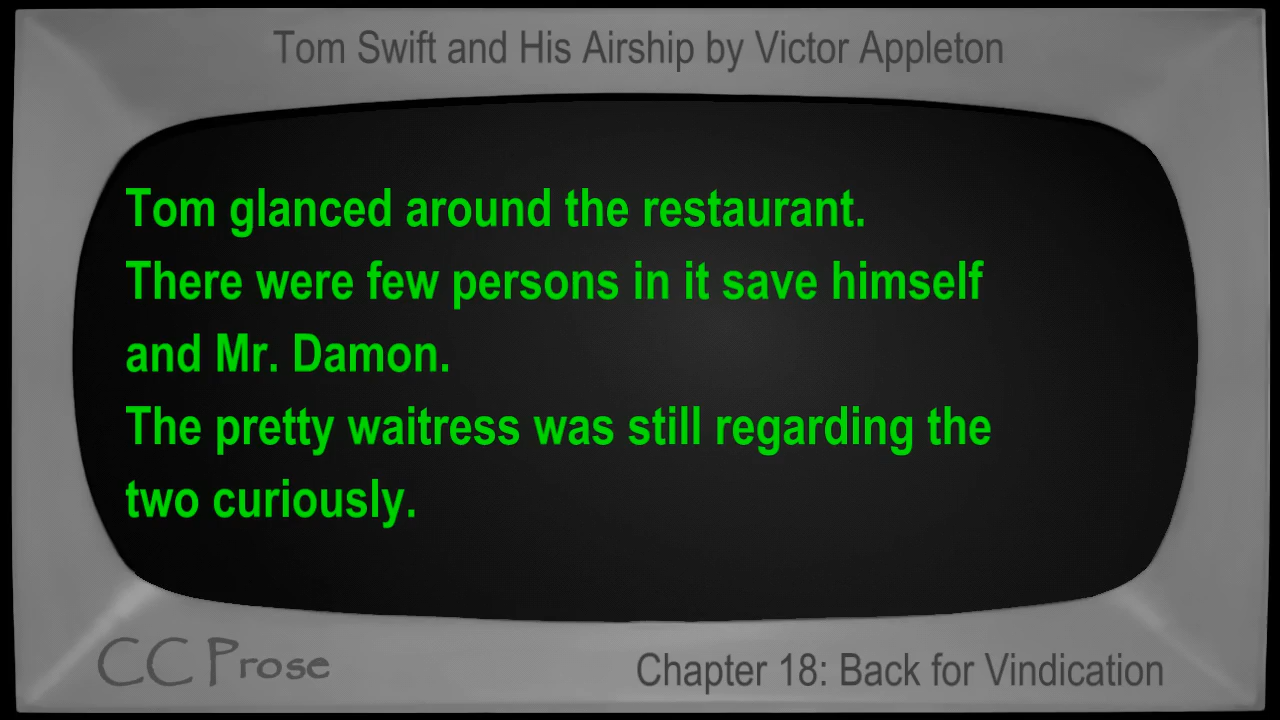 Tom Swift and His Airship by Victor Appleton
Tom glanced around the restaurant.
There were few persons in it save himself
and Mr. Damon.
The pretty waitress was still regarding the
two curiously.
CC Prose
Chapter 18: Back for Vindication